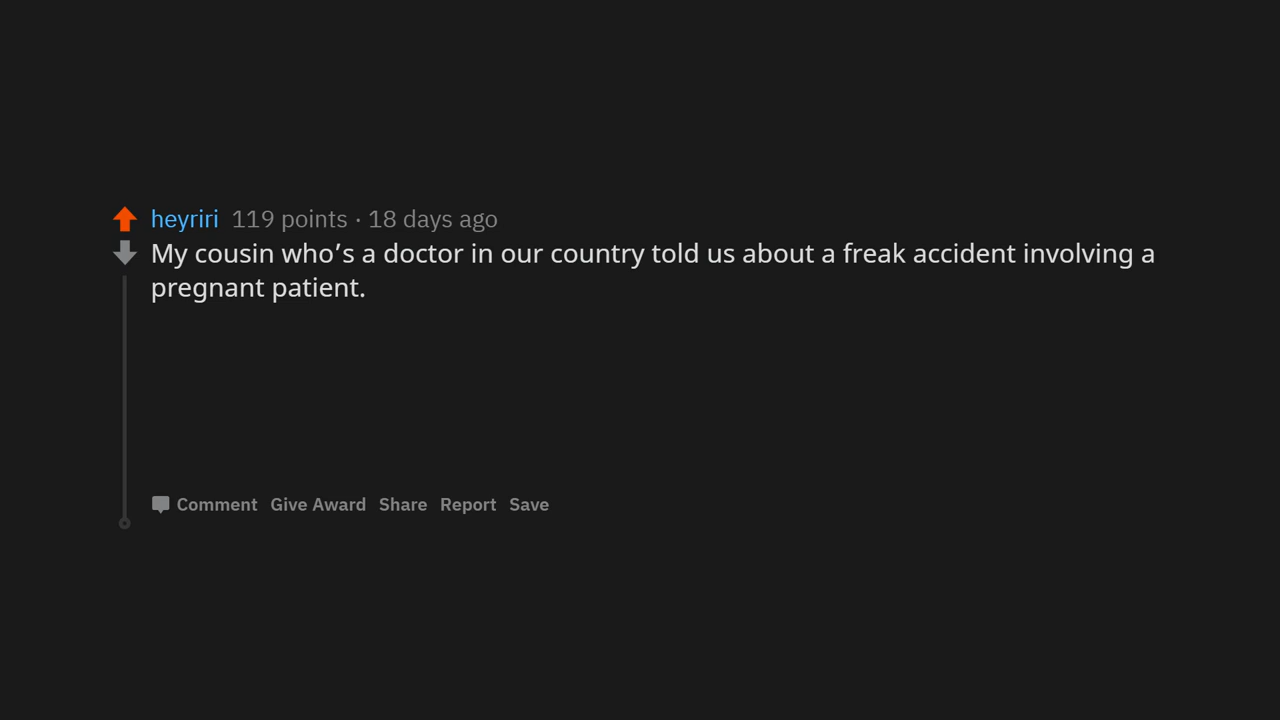 heyriri 119 points · 18 days ago
My cousin who’s a doctor in our country told us about a freak accident involving a
pregnant patient.
Comment Give Award Share Report Save